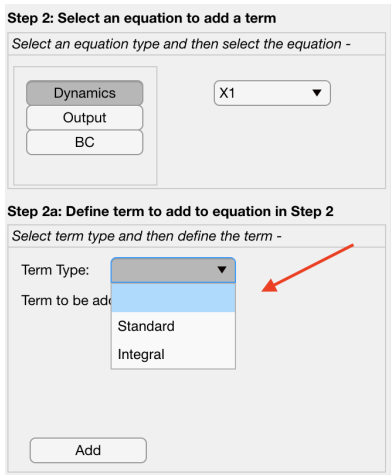 Step 2: Select an equation to add a term
Select an equation type and then select the equation -
Dynamics
X1
Output
BC
Step 2a: Define term to add to equation in Step 2
Select term type and then define the term -
Term Type:
Term to be
Standard
Integral
Add